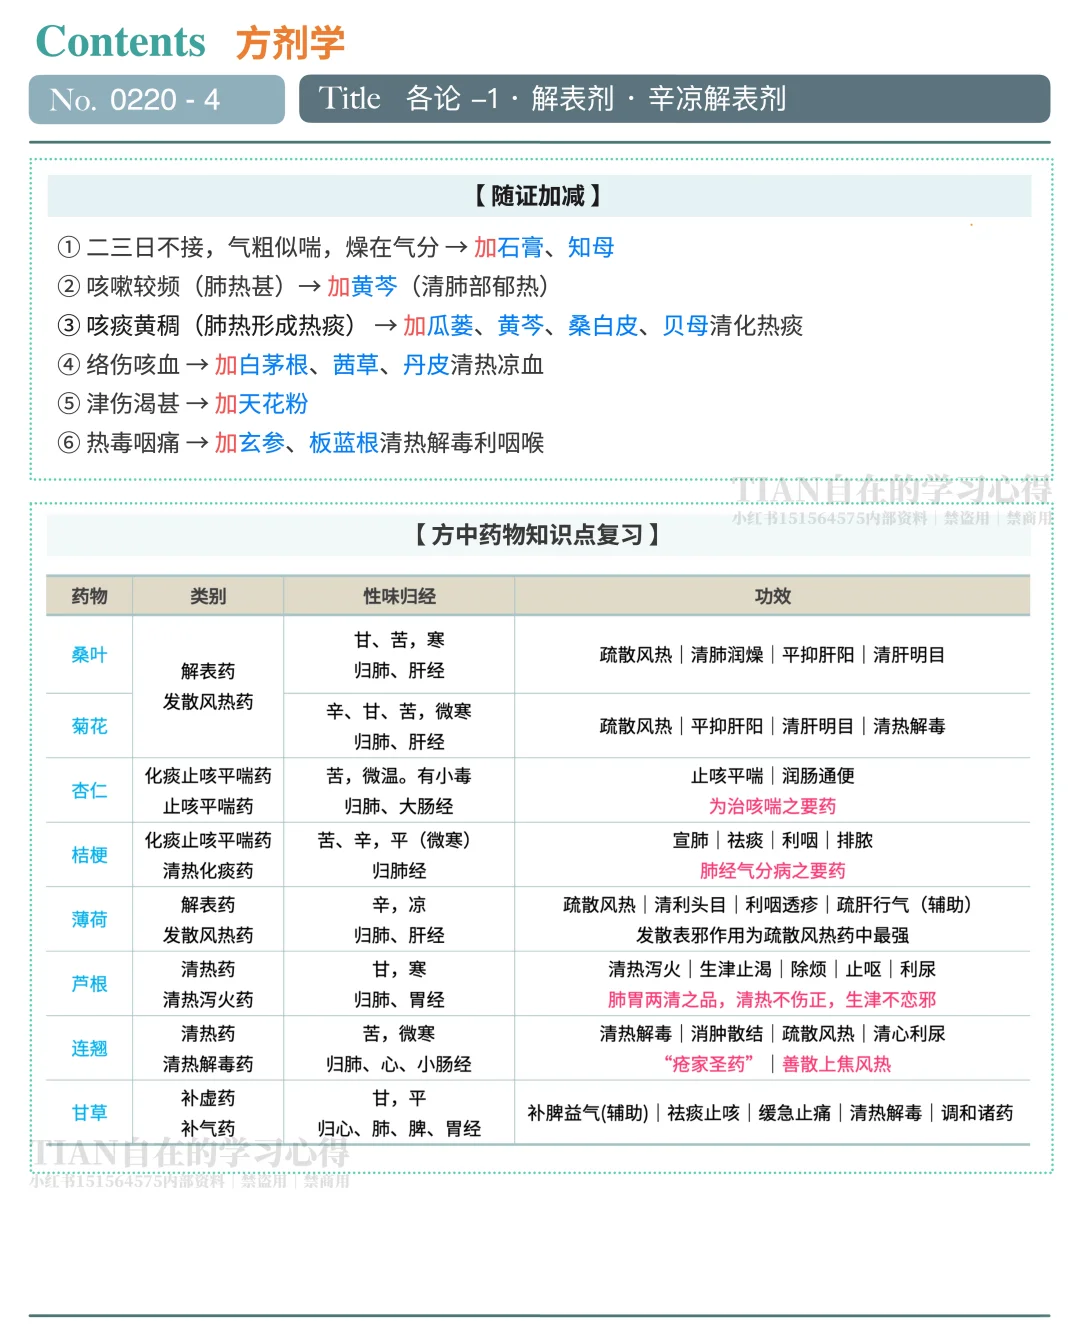 Contents 方剂学
No. 0220 - 4
Title 各论 –1 · 解表剂 · 辛凉解表剂
【 随证加减 】
① 二三日不接，气粗似喘，燥在气分 → 加石膏、知母
② 咳嗽较频（肺热甚）→ 加黄芩（清肺部郁热）
③ 咳痰黄稠（肺热形成热痰） → 加瓜蒌、黄芩、桑白皮、贝母清化热痰
④ 络伤咳血 → 加白茅根、茜草、丹皮清热凉血
⑤ 津伤渴甚 → 加天花粉
⑥ 热毒咽痛 → 加玄参、板蓝根清热解毒利咽喉
TIAN自在的学习心得
小红书151564575内部资料｜禁盗用｜禁商用
【 方中药物知识点复习 】
药物 类别 性味归经 功效
桑叶
解表药
发散风热药
甘、苦，寒
归肺、肝经
疏散风热｜清肺润燥｜平抑肝阳｜清肝明目
菊花
辛、甘、苦，微寒
归肺、肝经
疏散风热｜平抑肝阳｜清肝明目｜清热解毒
杏仁
化痰止咳平喘药
止咳平喘药
苦，微温。有小毒
归肺、大肠经
止咳平喘｜润肠通便
为治咳喘之要药
桔梗
化痰止咳平喘药
清热化痰药
苦、辛，平（微寒）
归肺经
宣肺｜祛痰｜利咽｜排脓
肺经气分病之要药
薄荷
解表药
发散风热药
辛，凉
归肺、肝经
疏散风热｜清利头目｜利咽透疹｜疏肝行气（辅助）
发散表邪作用为疏散风热药中最强
芦根
清热药
清热泻火药
甘，寒
归肺、胃经
清热泻火｜生津止渴｜除烦｜止呕｜利尿
肺胃两清之品，清热不伤正，生津不恋邪
连翘
清热药
清热解毒药
苦，微寒
归肺、心、小肠经
清热解毒｜消肿散结｜疏散风热｜清心利尿
“疮家圣药” ｜善散上焦风热
甘草
补虚药
补气药
甘，平
归心、肺、脾、胃经
补脾益气(辅助)｜祛痰止咳｜缓急止痛｜清热解毒｜调和诸药
TIAN自在的学习心得
小红书151564575内部资料｜禁盗用｜禁商用